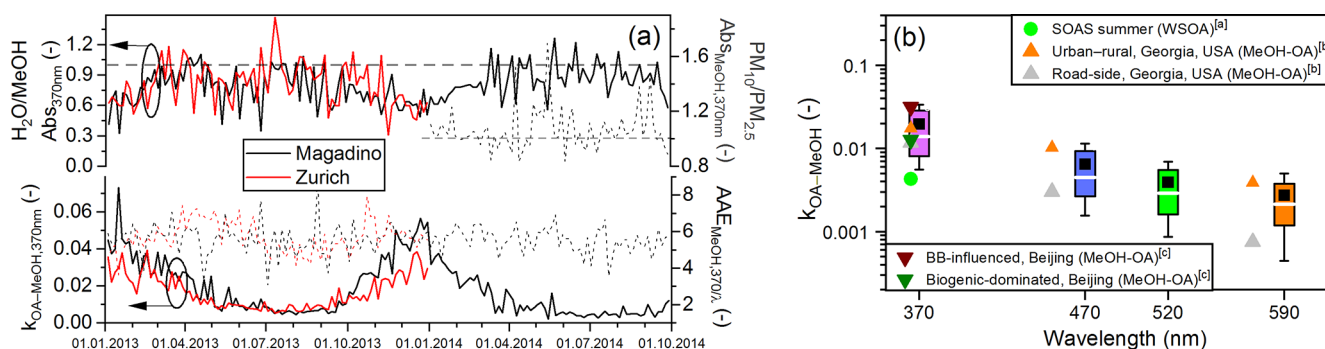 (a)
H₂O/MeOH
Abs370nm (-)
1.2
0.9
0.6
0.3
0.0
1.6
1.2
0.8
PM10/PM2.5
AbsMeOH,370nm (-)
Magadino
Zurich
kOA–MeOH,370nm (-)
0.06
0.04
0.02
0.00
8
6
4
2
AAEMeOH,370/λ (-)
01.01.2013 01.04.2013 01.07.2013 01.10.2013 01.01.2014 01.04.2014 01.07.2014 01.10.2014
(b)
SOAS summer (WSOA)[a]
Urban–rural, Georgia, USA (MeOH-OA)[b
Road-side, Georgia, USA (MeOH-OA)[b]
kOA–MeOH (-)
0.1
0.01
0.001
BB-influenced, Beijing (MeOH-OA)[c]
Biogenic-dominated, Beijing (MeOH-OA)[c]
370 470 520 590
Wavelength (nm)